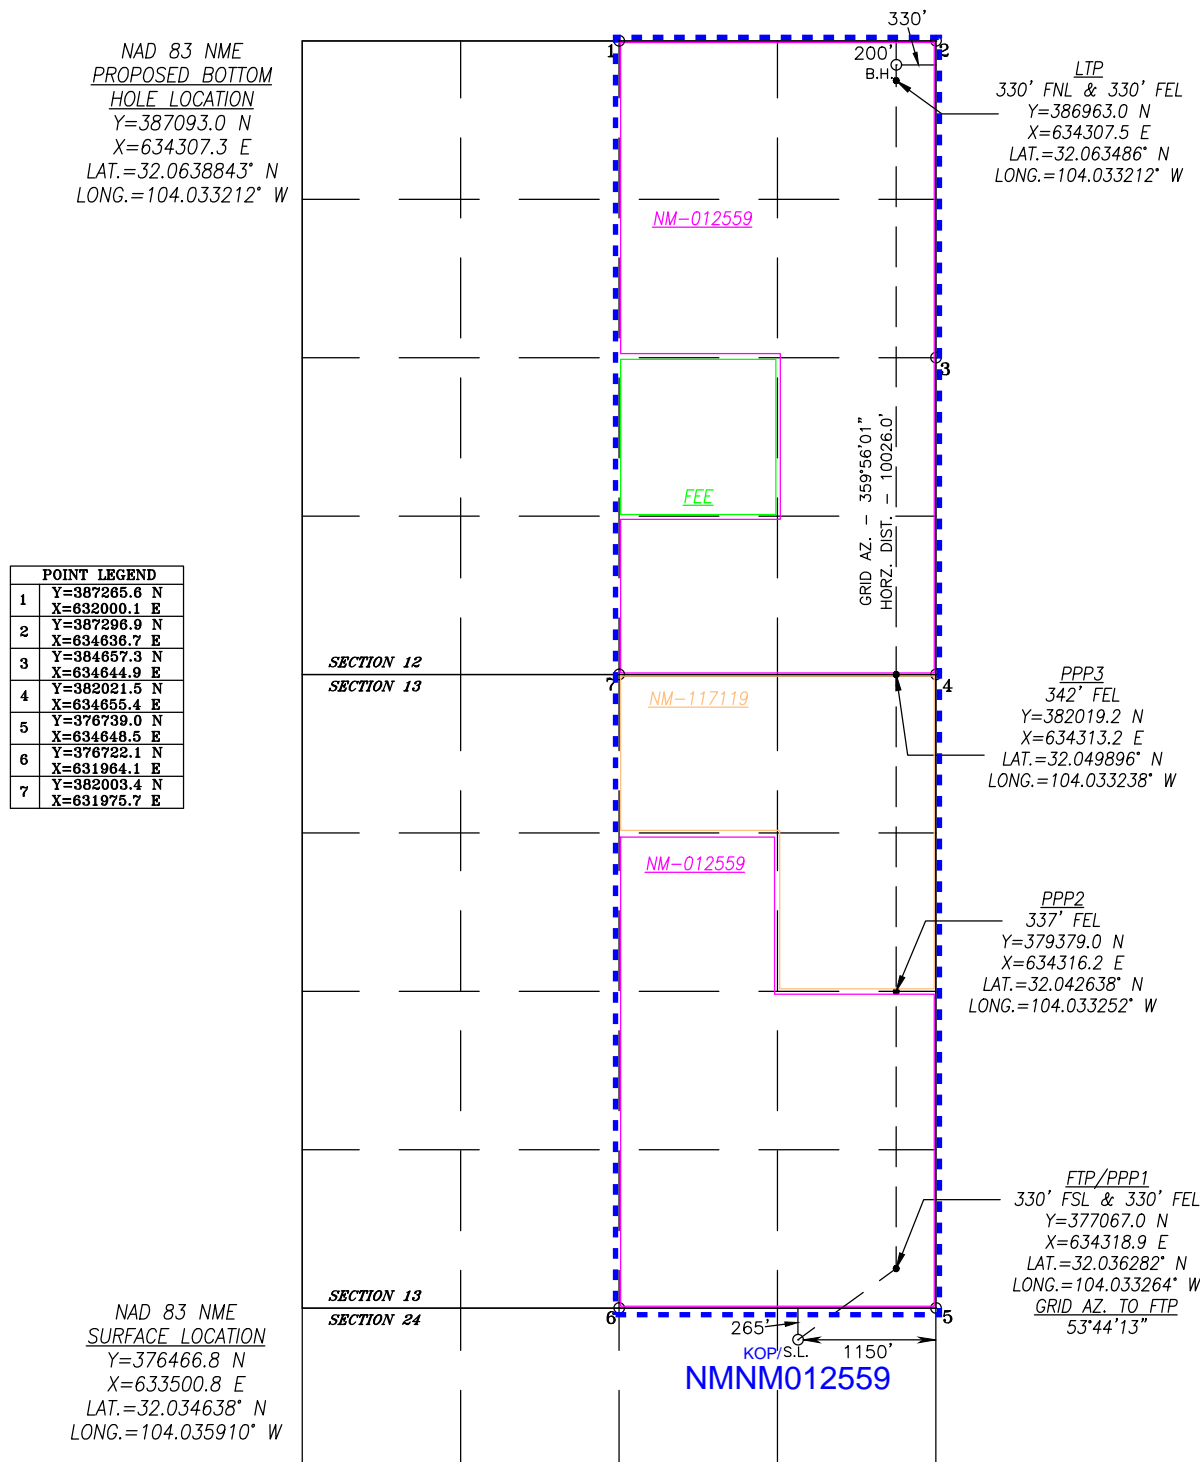 NAD 83 NME
PROPOSED BOTTOM
HOLE LOCATION
Y=387093.0 N
X=634307.3 E
LAT.=32.0638843° N
LONG.=104.033212° W
330'
1
2
200'
B.H.
LTP
330' FNL & 330' FEL
Y=386963.0 N
X=634307.5 E
LAT.=32.063486° N
LONG.=104.033212° W
NM-012559
3
FEE
GRID AZ. - 359°56'01"
HORZ. DIST. - 10026.0'
POINT LEGEND
1 Y=387265.6 N
X=632000.1 E
2 Y=387296.9 N
X=634636.7 E
3 Y=384657.3 N
X=634644.9 E
4 Y=382021.5 N
X=634655.4 E
5 Y=376739.0 N
X=634648.5 E
6 Y=376722.1 N
X=631964.1 E
7 Y=382003.4 N
X=631975.7 E
SECTION 12
SECTION 13
7
4
NM-117119
PPP3
342' FEL
Y=382019.2 N
X=634313.2 E
LAT.=32.049896° N
LONG.=104.033238° W
NM-012559
PPP2
337' FEL
Y=379379.0 N
X=634316.2 E
LAT.=32.042638° N
LONG.=104.033252° W
FTP/PPP1
330' FSL & 330' FEL
Y=377067.0 N
X=634318.9 E
LAT.=32.036282° N
LONG.=104.033264° W
GRID AZ. TO FTP
53°44'13"
SECTION 13
SECTION 24
6
5
265'
KOP/S.L.
1150'
NMNM012559
NAD 83 NME
SURFACE LOCATION
Y=376466.8 N
X=633500.8 E
LAT.=32.034638° N
LONG.=104.035910° W